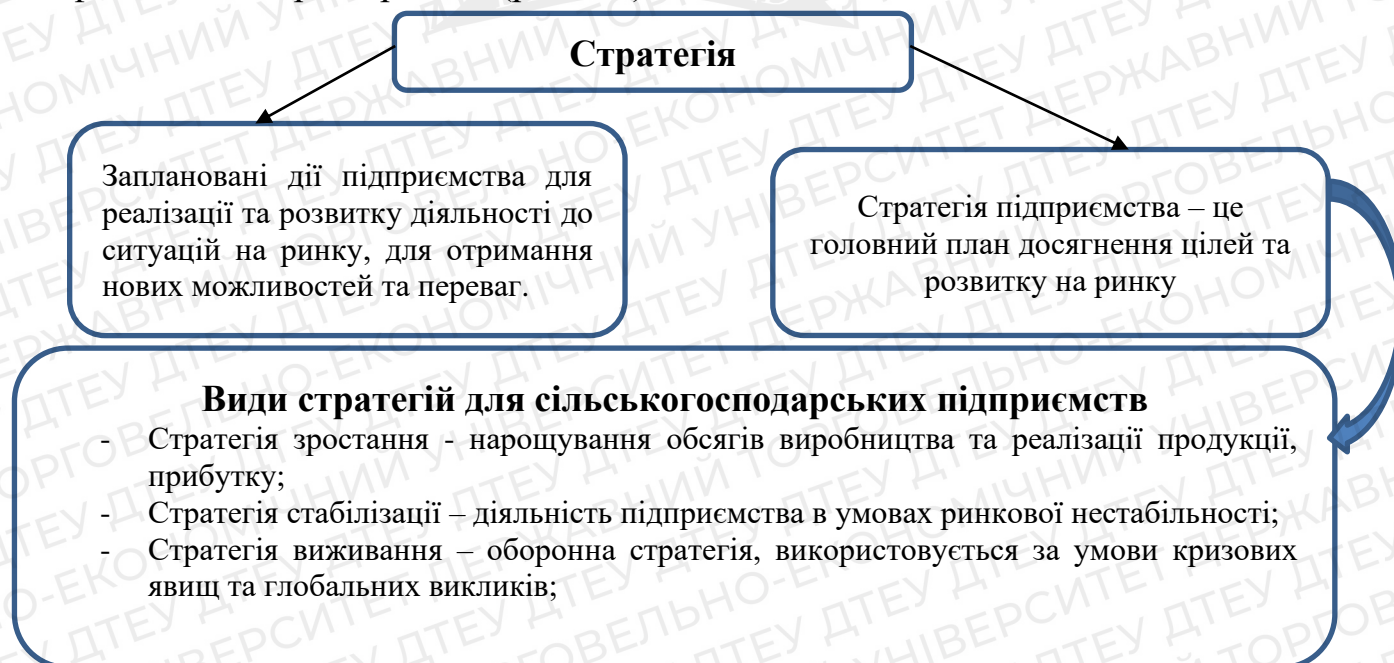 Стратегія
Заплановані дії підприємства для
реалізації та розвитку діяльності до
ситуацій на ринку, для отримання
нових можливостей та переваг.
Стратегія підприємства – це
головний план досягнення цілей та
розвитку на ринку
Види стратегій для сільськогосподарських підприємств
- Стратегія зростання - нарощування обсягів виробництва та реалізації продукції,
прибутку;
- Стратегія стабілізації – діяльність підприємства в умовах ринкової нестабільності;
- Стратегія виживання – оборонна стратегія, використовується за умови кризових
явищ та глобальних викликів;